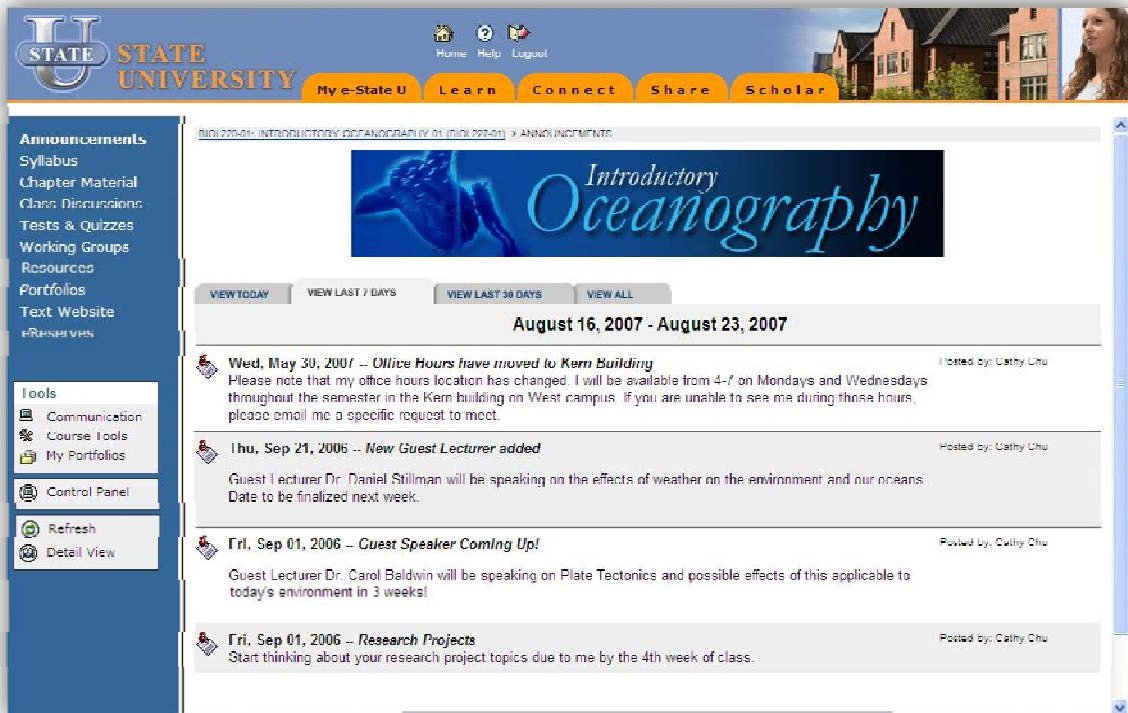 STATE
STATE
UNIVERSITY
Home Help Logout
My e-State U Learn Connect Share Scholar
BIOL220-01: INTRODUCTORY OCEANOGRAPHY 01 (BIOL227-01) > ANNOUNCEMENTS
Introductory
Oceanography
Announcements
Syllabus
Chapter Material
Class Discussions
Tests & Quizzes
Working Groups
Resources
Portfolios
Text Website
eReserves
Tools
Communication
Course Tools
My Portfolios
Control Panel
Refresh
Detail View
VIEW TODAY VIEW LAST 7 DAYS VIEW LAST 30 DAYS VIEW ALL
August 16, 2007 - August 23, 2007
Wed, May 30, 2007 -- Office Hours have moved to Kern Building Posted by: Cathy Chu
Please note that my office hours location has changed. I will be available from 4-7 on Mondays and Wednesdays
throughout the semester in the Kern building on West campus. If you are unable to see me during those hours,
please email me a specific request to meet.
Thu, Sep 21, 2006 -- New Guest Lecturer added Posted by: Cathy Chu
Guest Lecturer Dr. Daniel Stillman will be speaking on the effects of weather on the environment and our oceans.
Date to be finalized next week.
Fri, Sep 01, 2006 -- Guest Speaker Coming Up! Posted by: Cathy Chu
Guest Lecturer Dr. Carol Baldwin will be speaking on Plate Tectonics and possible effects of this applicable to
today's environment in 3 weeks!
Fri, Sep 01, 2006 -- Research Projects Posted by: Cathy Chu
Start thinking about your research project topics due to me by the 4th week of class.